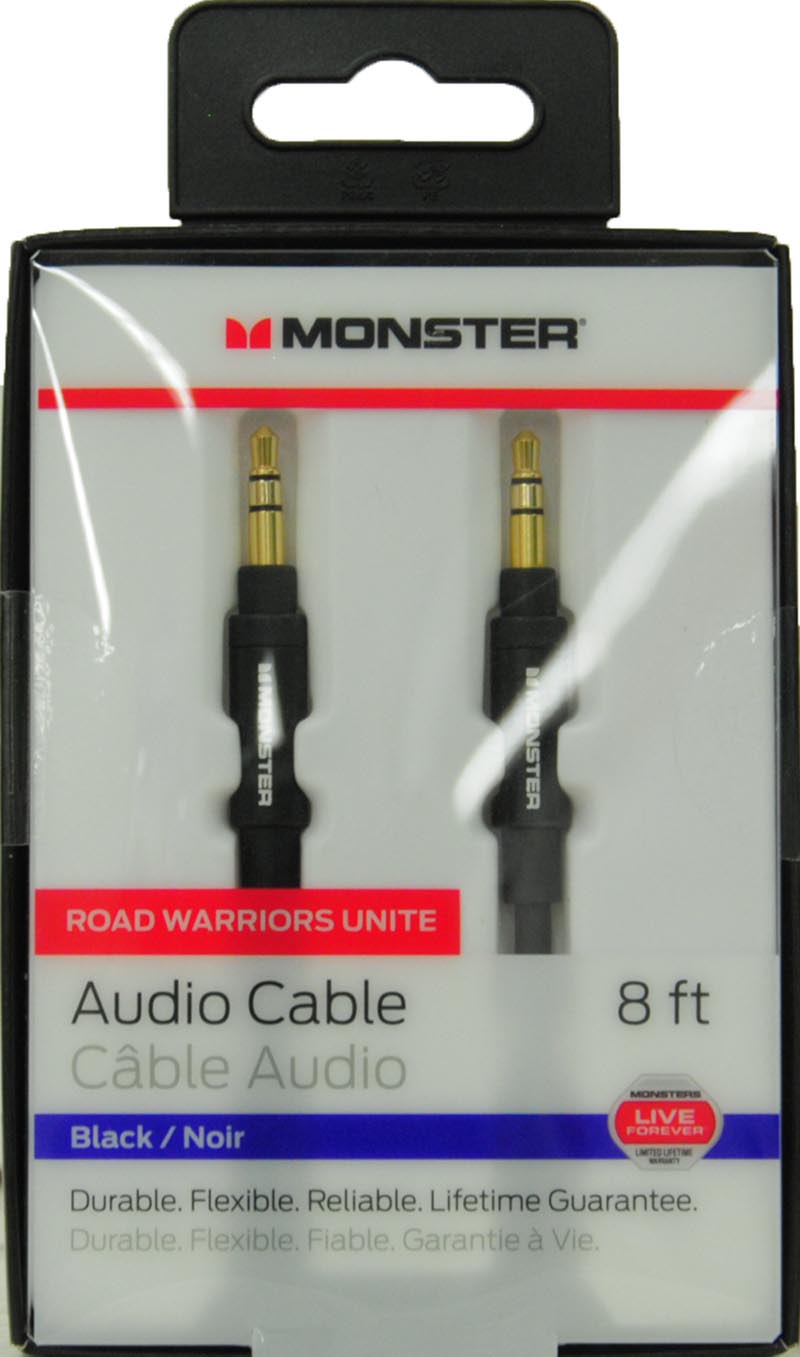 MONSTER®
MONSTER
MONSTER
ROAD WARRIORS UNITE
Audio Cable
8 ft
Câble Audio
Black / Noir
MONSTERS
LIVE
FOREVER
LIMITED LIFETIME
WARRANTY
Durable. Flexible. Reliable. Lifetime Guarantee.
Durable. Flexible. Fiable. Garantie à Vie.